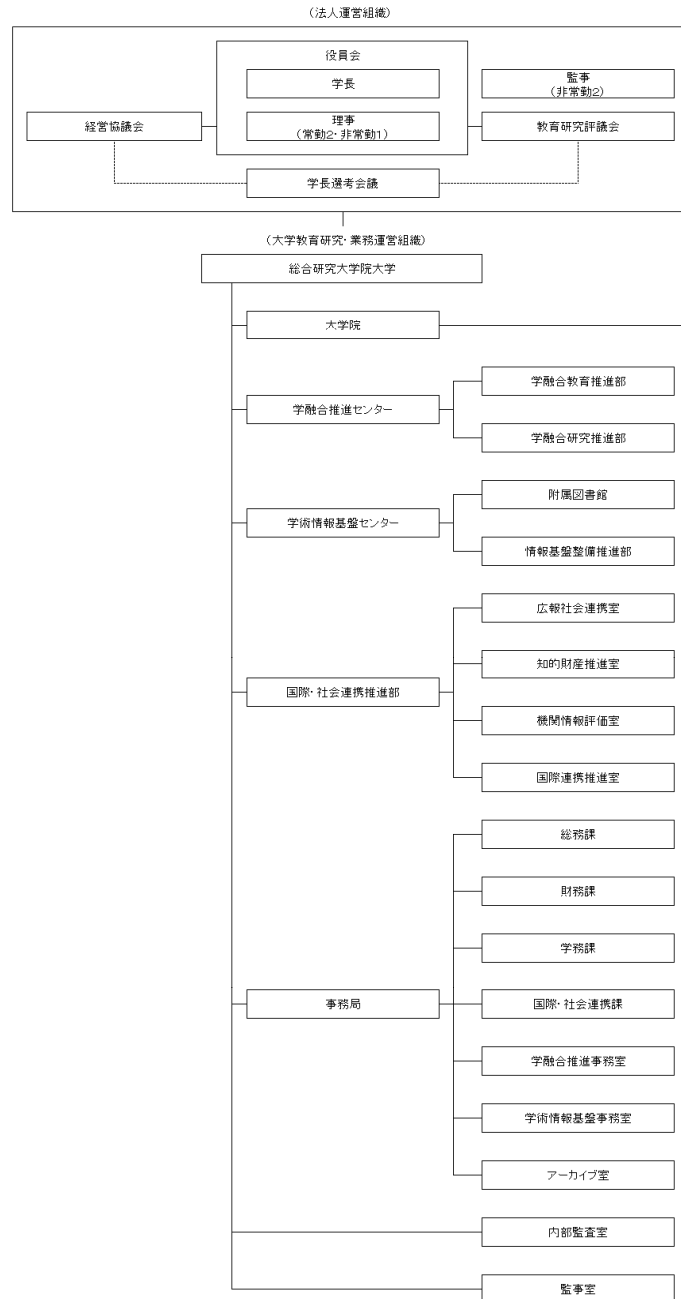 (法人運営組織)
役員会
学長
監事
(非常勤2)
経営協議会
理事
(常勤2・非常勤1)
教育研究評議会
学長選考会議
(大学教育研究・業務運営組織)
総合研究大学院大学
大学院
学融合教育推進部
学融合推進センター
学融合研究推進部
附属図書館
学術情報基盤センター
情報基盤整備推進部
広報社会連携室
知的財産推進室
国際・社会連携推進部
機関情報評価室
国際連携推進室
総務課
財務課
学務課
事務局
国際・社会連携課
学融合推進事務室
学術情報基盤事務室
アーカイブ室
内部監査室
監事室